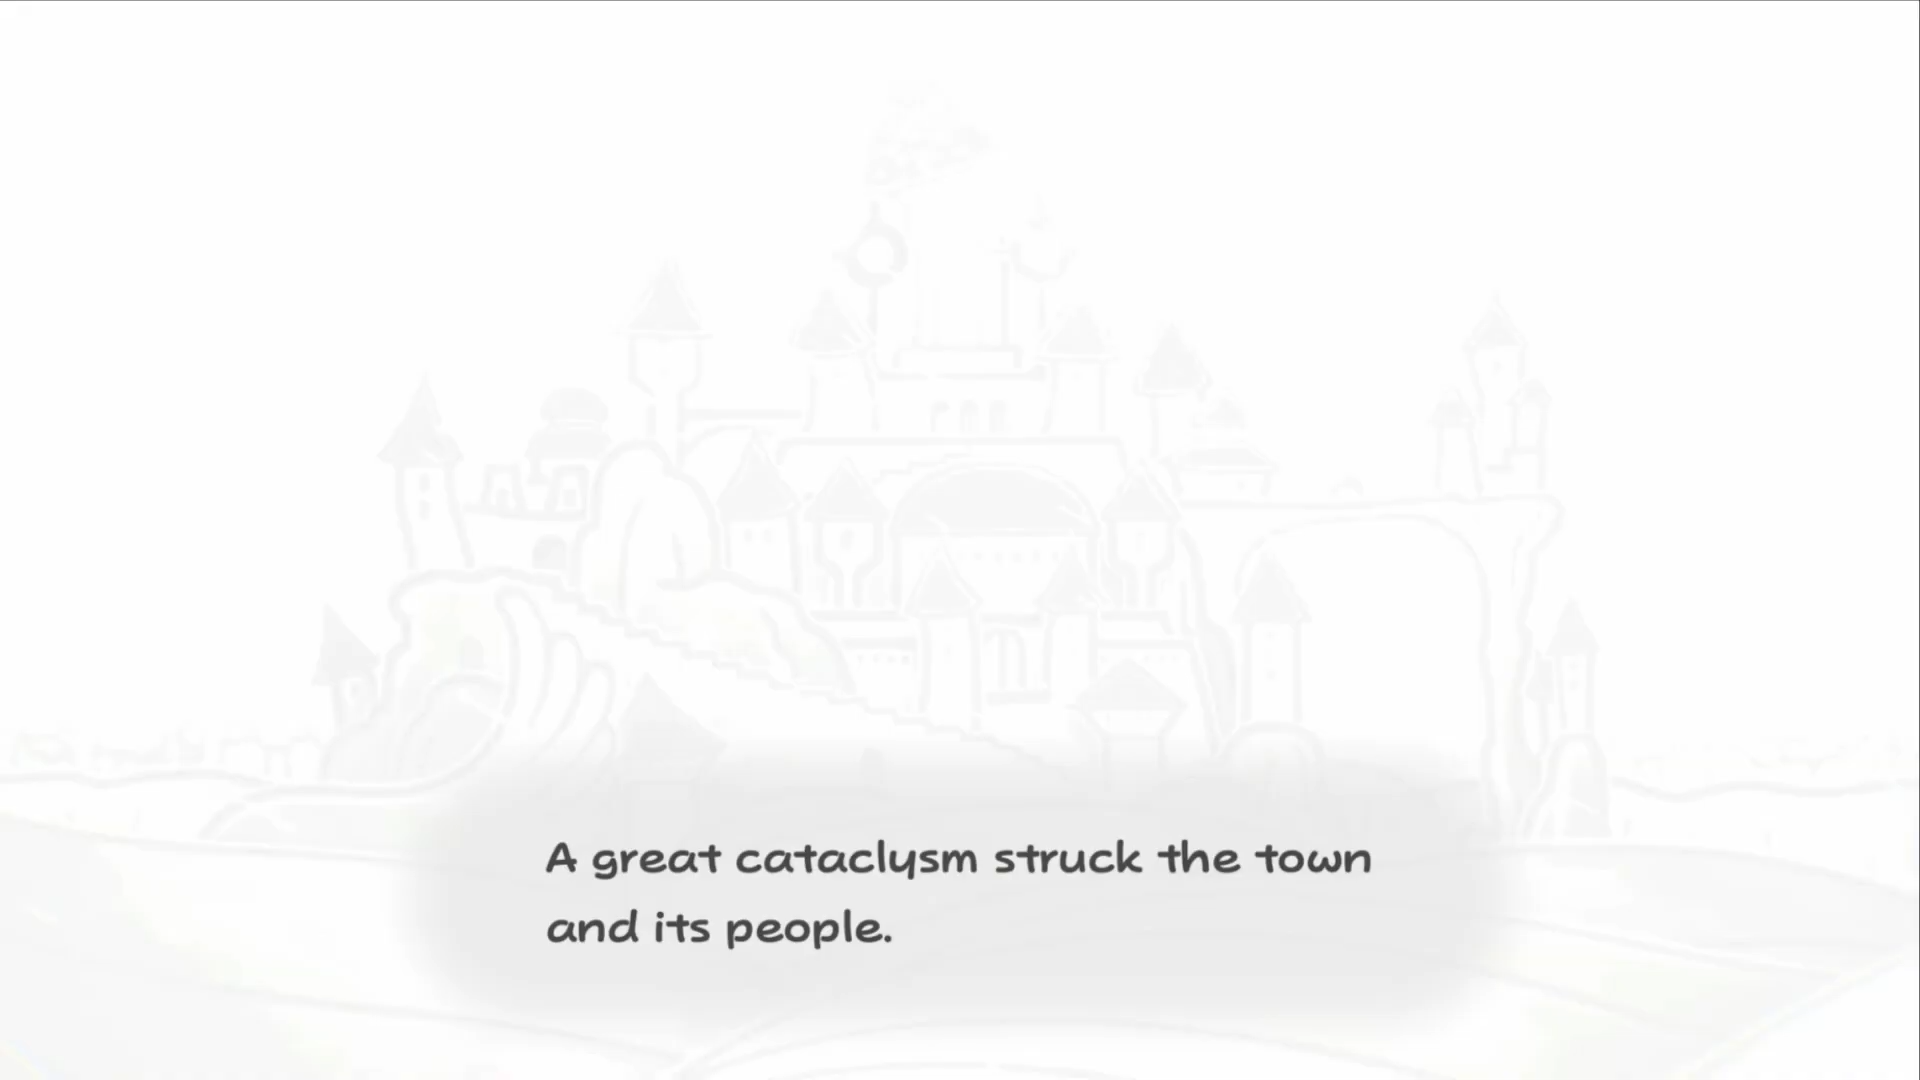 A great cataclysm struck the town
and its people.